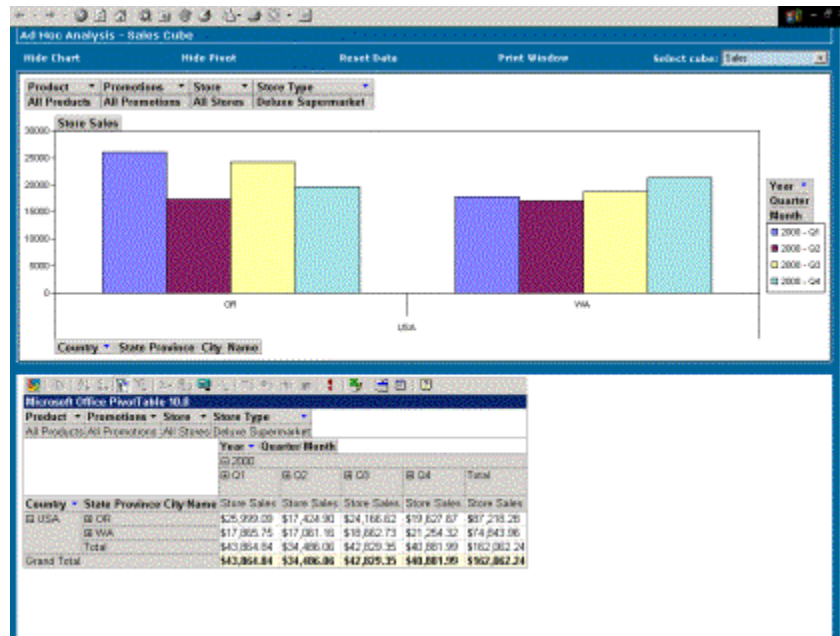 Ad Hoc Analysis - Sales Cube
Hide Chart Hide Pivot Reset Data Print Window Select cube: Sales
Product Promotions Store Store Type
All Products All Promotions All Stores Deluxe Supermarket
Store Sales
30000
25000
20000
15000
10000
5000
0
OR WA
USA
Year
Quarter
Month
2000 - Q1
2000 - Q2
2000 - Q3
2000 - Q4
Country State Province City Name
Microsoft Office PivotTable 10.0
Product Promotions Store Store Type
All Products All Promotions All Stores Deluxe Supermarket
Year Quarter Month
2000
Q1 Q2 Q3 Q4 Total
Country State Province City Name Store Sales Store Sales Store Sales Store Sales Store Sales
USA OR $25,999.09 $17,424.90 $24,166.62 $19,627.67 $87,218.28
WA $17,865.75 $17,061.16 $18,662.73 $21,254.32 $74,843.96
Total $43,864.84 $34,486.06 $42,829.35 $40,881.99 $162,062.24
Grand Total $43,864.84 $34,486.06 $42,829.35 $40,881.99 $162,062.24